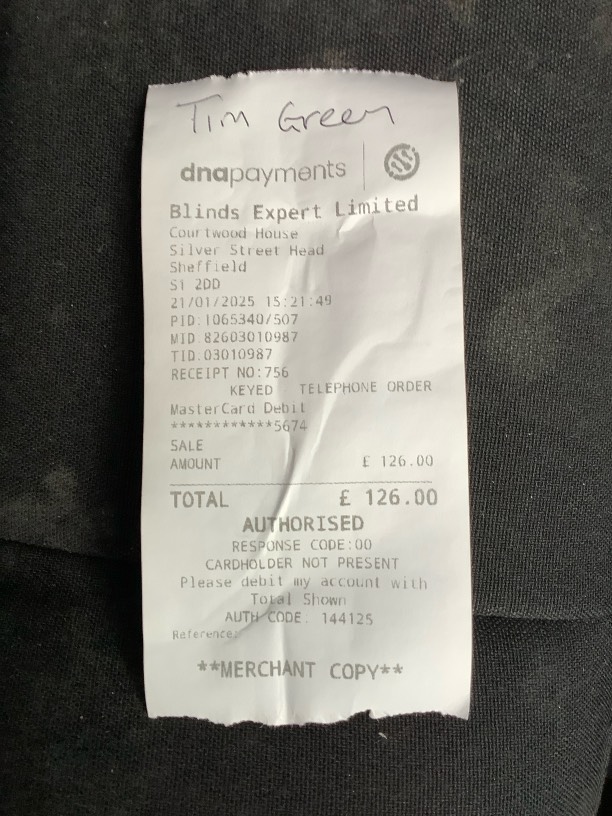 Tim Green
dnapayments
Blinds Expert Limited
Courtwood House
Silver Street Head
Sheffield
S1 2DD
21/01/2025 15:21:49
PID:1065340/507
MID.82603010987
TID.03010987
RECEIPT NO:756
KEYED TELEPHONE ORDER
MasterCard Debit
************5674
SALE
AMOUNT £ 126.00
TOTAL £ 126.00
AUTHORISED
RESPONSE CODE:00
CARDHOLDER NOT PRESENT
Please debit my account with
Total Shown
AUTH CODE. 144125
Reference:
**MERCHANT COPY**